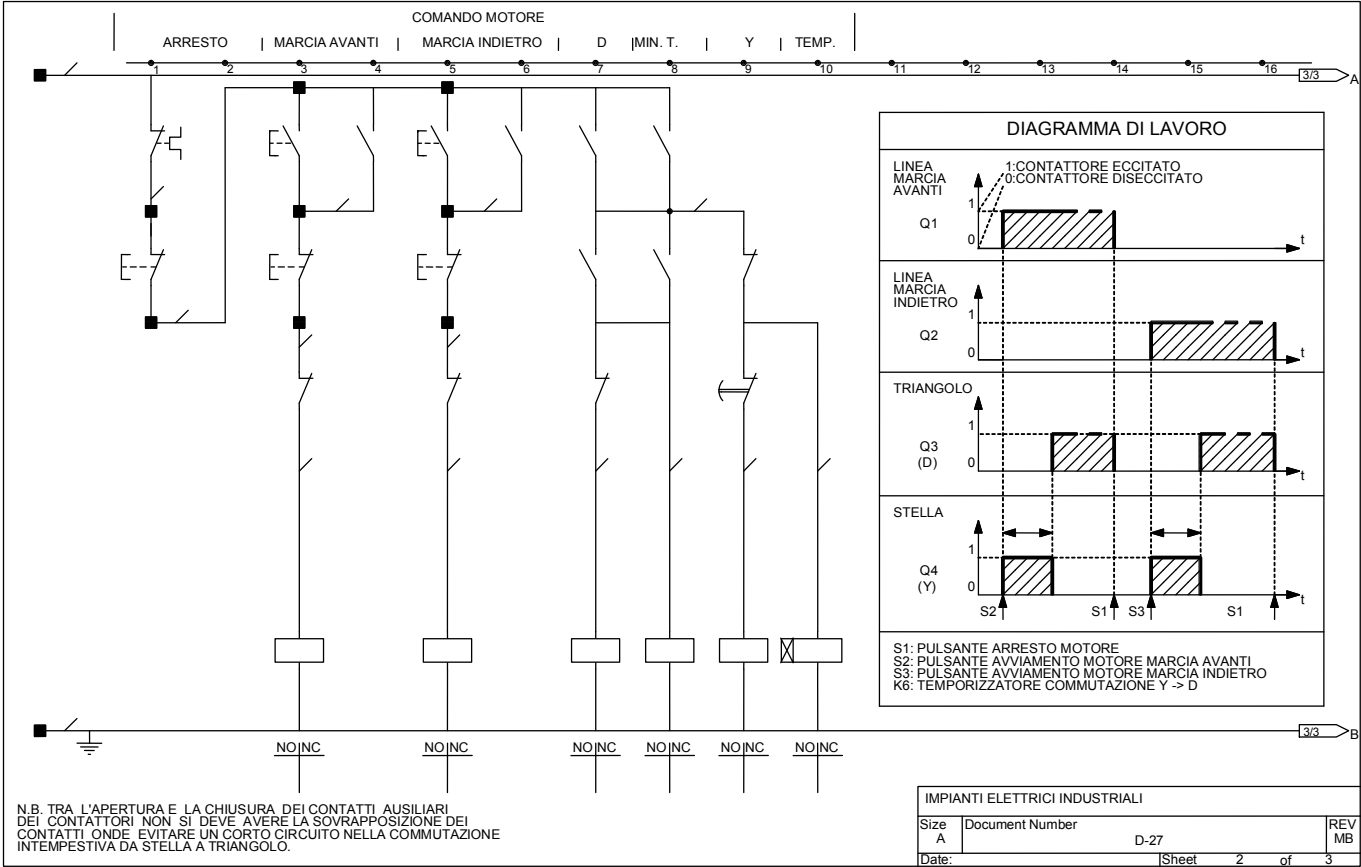 COMANDO MOTORE
ARRESTO | MARCIA AVANTI | MARCIA INDIETRO | D |MIN. T. | Y | TEMP.
1 2 3 4 5 6 7 8 9 10 11 12 13 14 15 16
3/3 A
DIAGRAMMA DI LAVORO
LINEA
MARCIA
AVANTI
1:CONTATTORE ECCITATO
0:CONTATTORE DISECCITATO
1
Q1
0
t
LINEA
MARCIA
INDIETRO
1
Q2
0
t
TRIANGOLO
1
Q3
(D)
0
t
STELLA
1
Q4
(Y)
0
t
S2 S1 S3 S1
S1: PULSANTE ARRESTO MOTORE
S2: PULSANTE AVVIAMENTO MOTORE MARCIA AVANTI
S3: PULSANTE AVVIAMENTO MOTORE MARCIA INDIETRO
K6: TEMPORIZZATORE COMMUTAZIONE Y -> D
3/3 B
NO NC NO NC NO NC NO NC NO NC NO NC
N.B. TRA L'APERTURA E LA CHIUSURA DEI CONTATTI AUSILIARI
DEI CONTATTORI NON SI DEVE AVERE LA SOVRAPPOSIZIONE DEI
CONTATTI ONDE EVITARE UN CORTO CIRCUITO NELLA COMMUTAZIONE
INTEMPESTIVA DA STELLA A TRIANGOLO.
IMPIANTI ELETTRICI INDUSTRIALI
Size Document Number REV
A D-27 MB
Date: Sheet 2 of 3